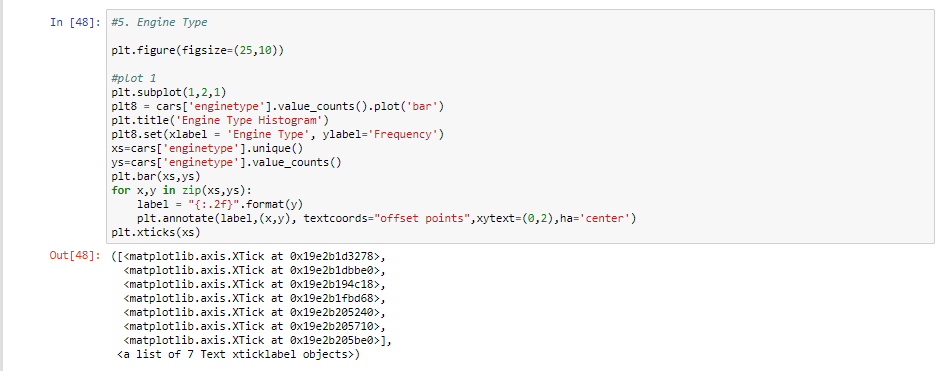 In [48]: #5. Engine Type
plt.figure(figsize=(25,10))
#plot 1
plt.subplot(1,2,1)
plt8 = cars['enginetype'].value_counts().plot('bar')
plt.title('Engine Type Histogram')
plt8.set(xlabel = 'Engine Type', ylabel='Frequency')
xs=cars['enginetype'].unique()
ys=cars['enginetype'].value_counts()
plt.bar(xs,ys)
for x,y in zip(xs,ys):
    label = "{:.2f}".format(y)
    plt.annotate(label,(x,y), textcoords="offset points",xytext=(0,2),ha='center')
plt.xticks(xs)
Out[48]: ([<matplotlib.axis.XTick at 0x19e2b1d3278>,
  <matplotlib.axis.XTick at 0x19e2b1dbbe0>,
  <matplotlib.axis.XTick at 0x19e2b194c18>,
  <matplotlib.axis.XTick at 0x19e2b1fbd68>,
  <matplotlib.axis.XTick at 0x19e2b205240>,
  <matplotlib.axis.XTick at 0x19e2b205710>,
  <matplotlib.axis.XTick at 0x19e2b205be0>],
 <a list of 7 Text xticklabel objects>)